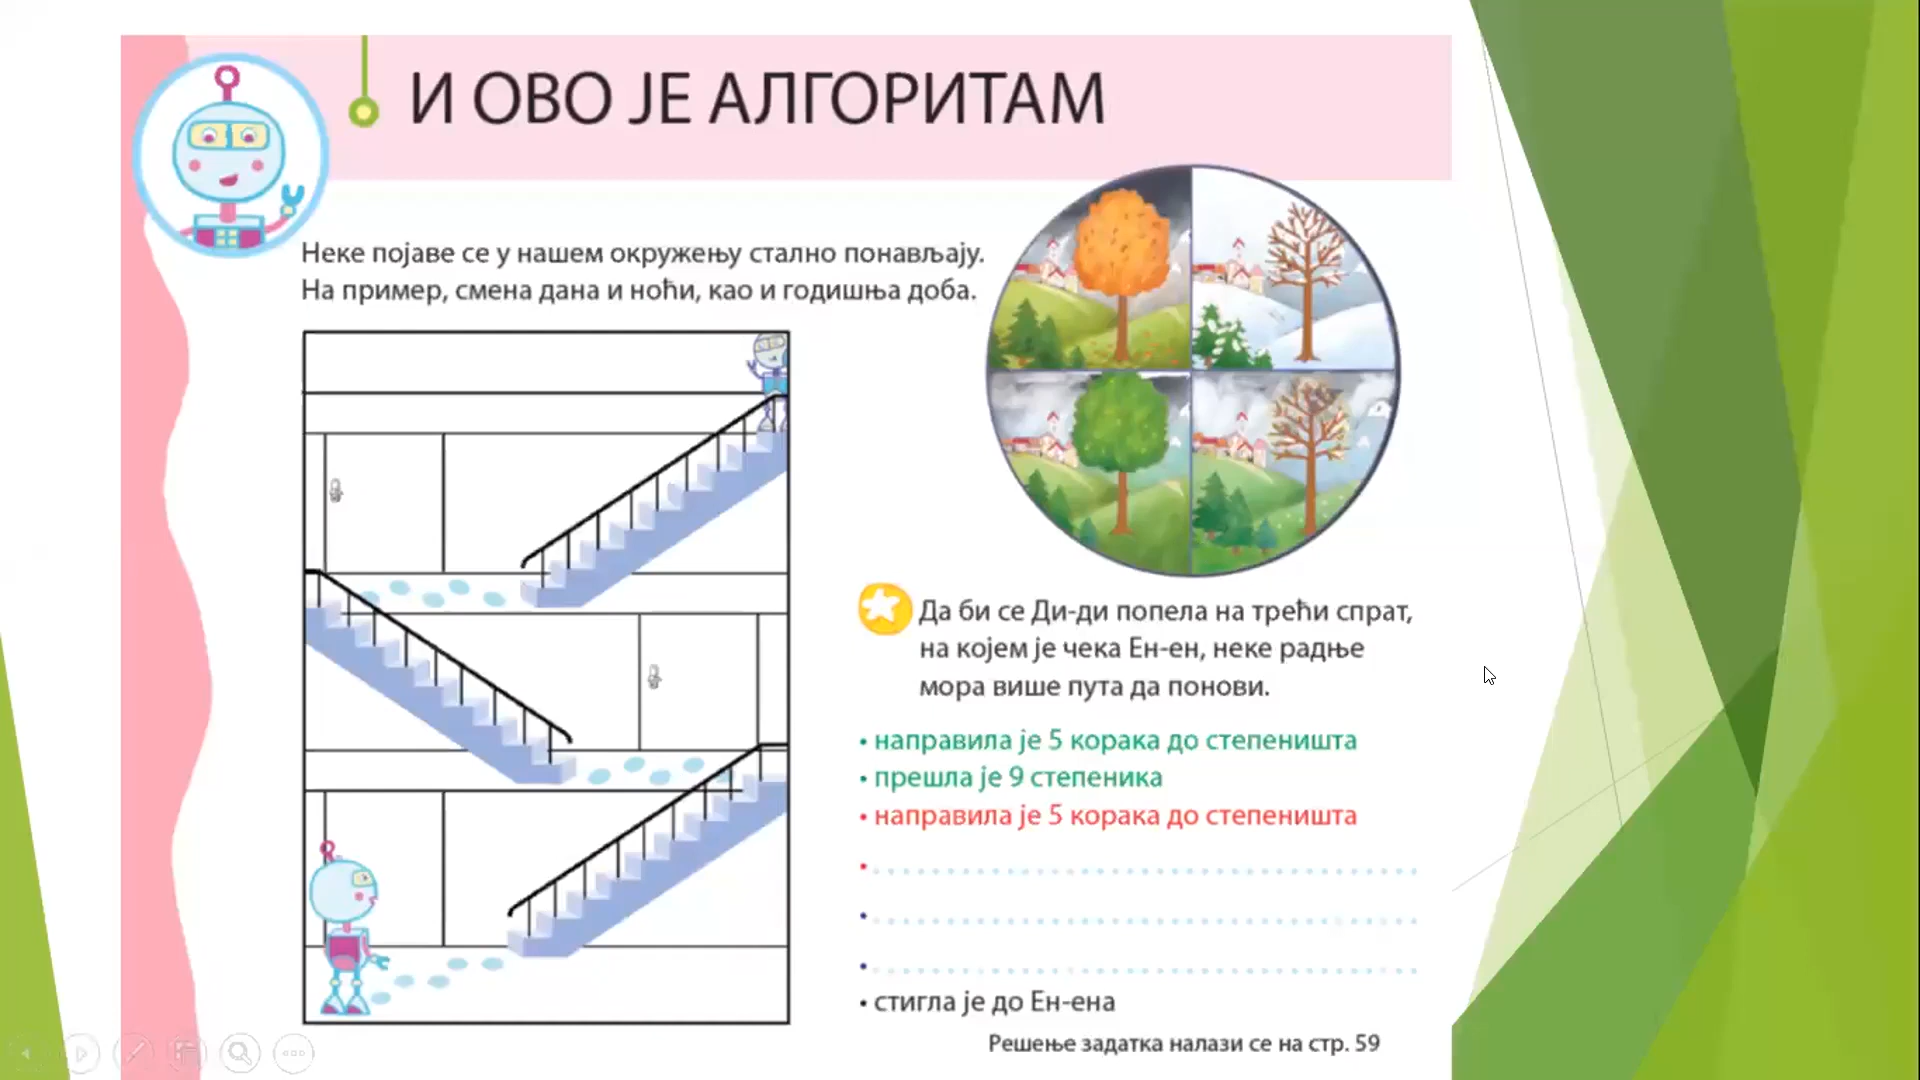 И ОВО ЈЕ АЛГОРИТАМ
Неке појаве се у нашем окружењу стално понављају.
На пример, смена дана и ноћи, као и годишња доба.
Да би се Ди-ди попела на трећи спрат,
на којем је чека Ен-ен, неке радње
мора више пута да понови.
• направила је 5 корака до степеништа
• прешла је 9 степеника
• направила је 5 корака до степеништа
•
•
•
• стигла је до Ен-ена
Решење задатка налази се на стр. 59